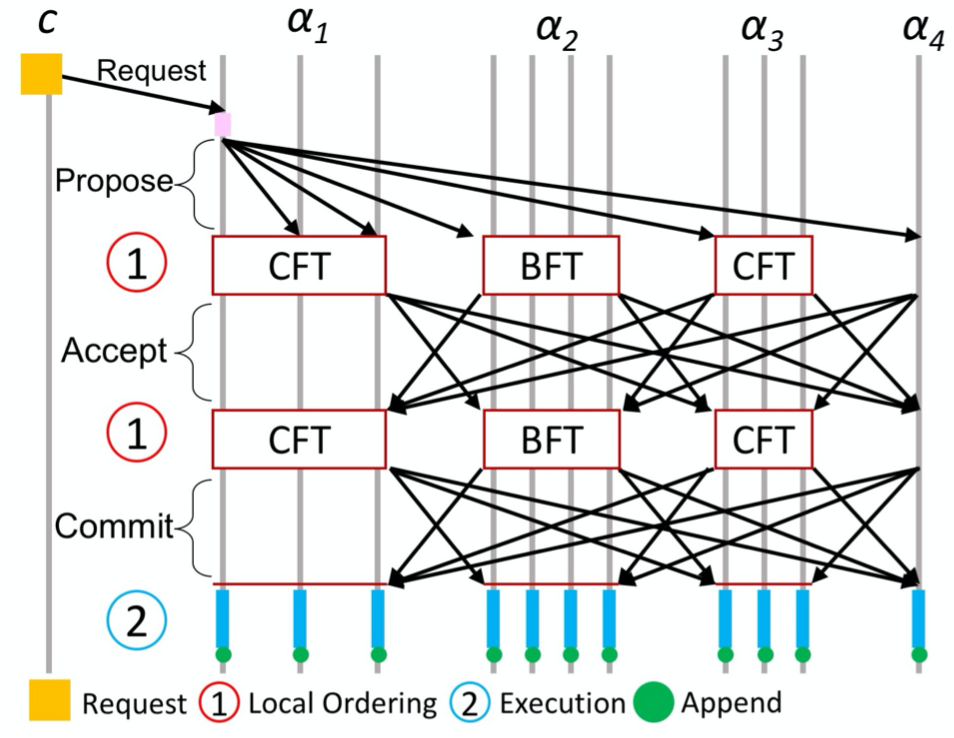 c α1 α2 α3 α4
Request
Propose
1 CFT BFT CFT
Accept
1 CFT BFT CFT
Commit
2
Request 1 Local Ordering 2 Execution Append